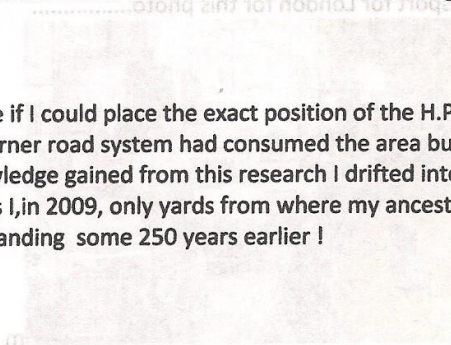 if I could place the exact position of the H.P
rner road system had consumed the area bu
ledge gained from this research I drifted int
s I,in 2009, only yards from where my ancest
anding some 250 years earlier !